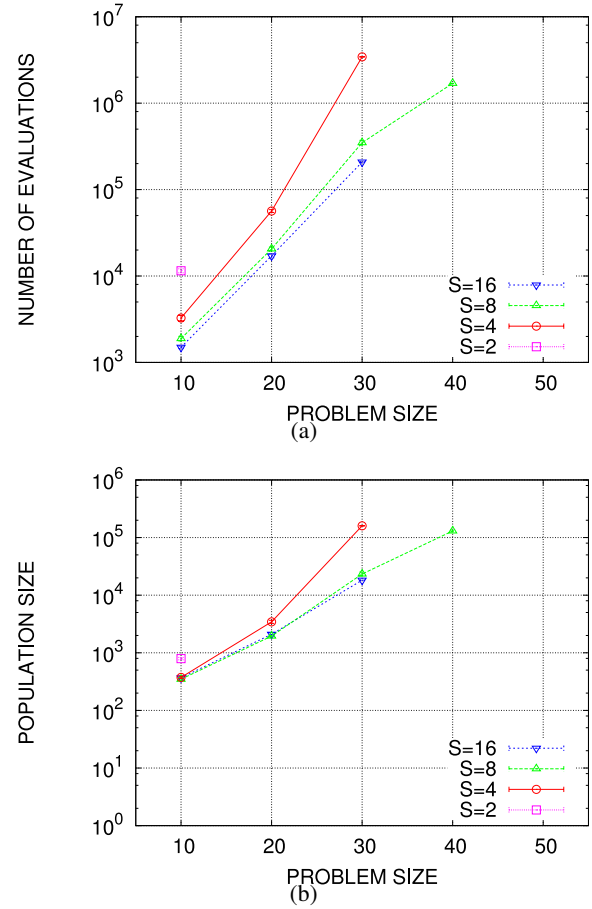 NUMBER OF EVALUATIONS
10^7
10^6
10^5
10^4
10^3
S=16
S=8
S=4
S=2
10 20 30 40 50
PROBLEM SIZE
(a)
POPULATION SIZE
10^6
10^5
10^4
10^3
10^2
10^1
10^0
S=16
S=8
S=4
S=2
10 20 30 40 50
PROBLEM SIZE
(b)